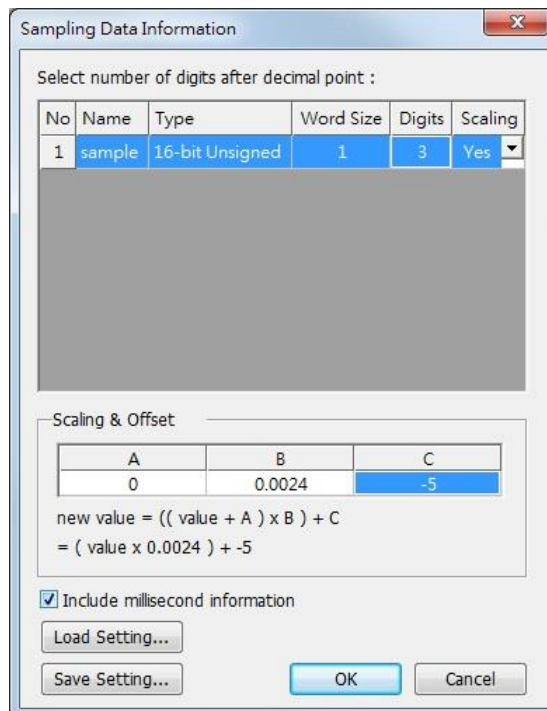 Sampling Data Information
Select number of digits after decimal point :
No Name Type Word Size Digits Scaling
1 sample 16-bit Unsigned 1 3 Yes
Scaling & Offset
A B C
0 0.0024 -5
new value = (( value + A ) x B ) + C
= ( value x 0.0024 ) + -5
Include millisecond information
Load Setting...
Save Setting... OK Cancel